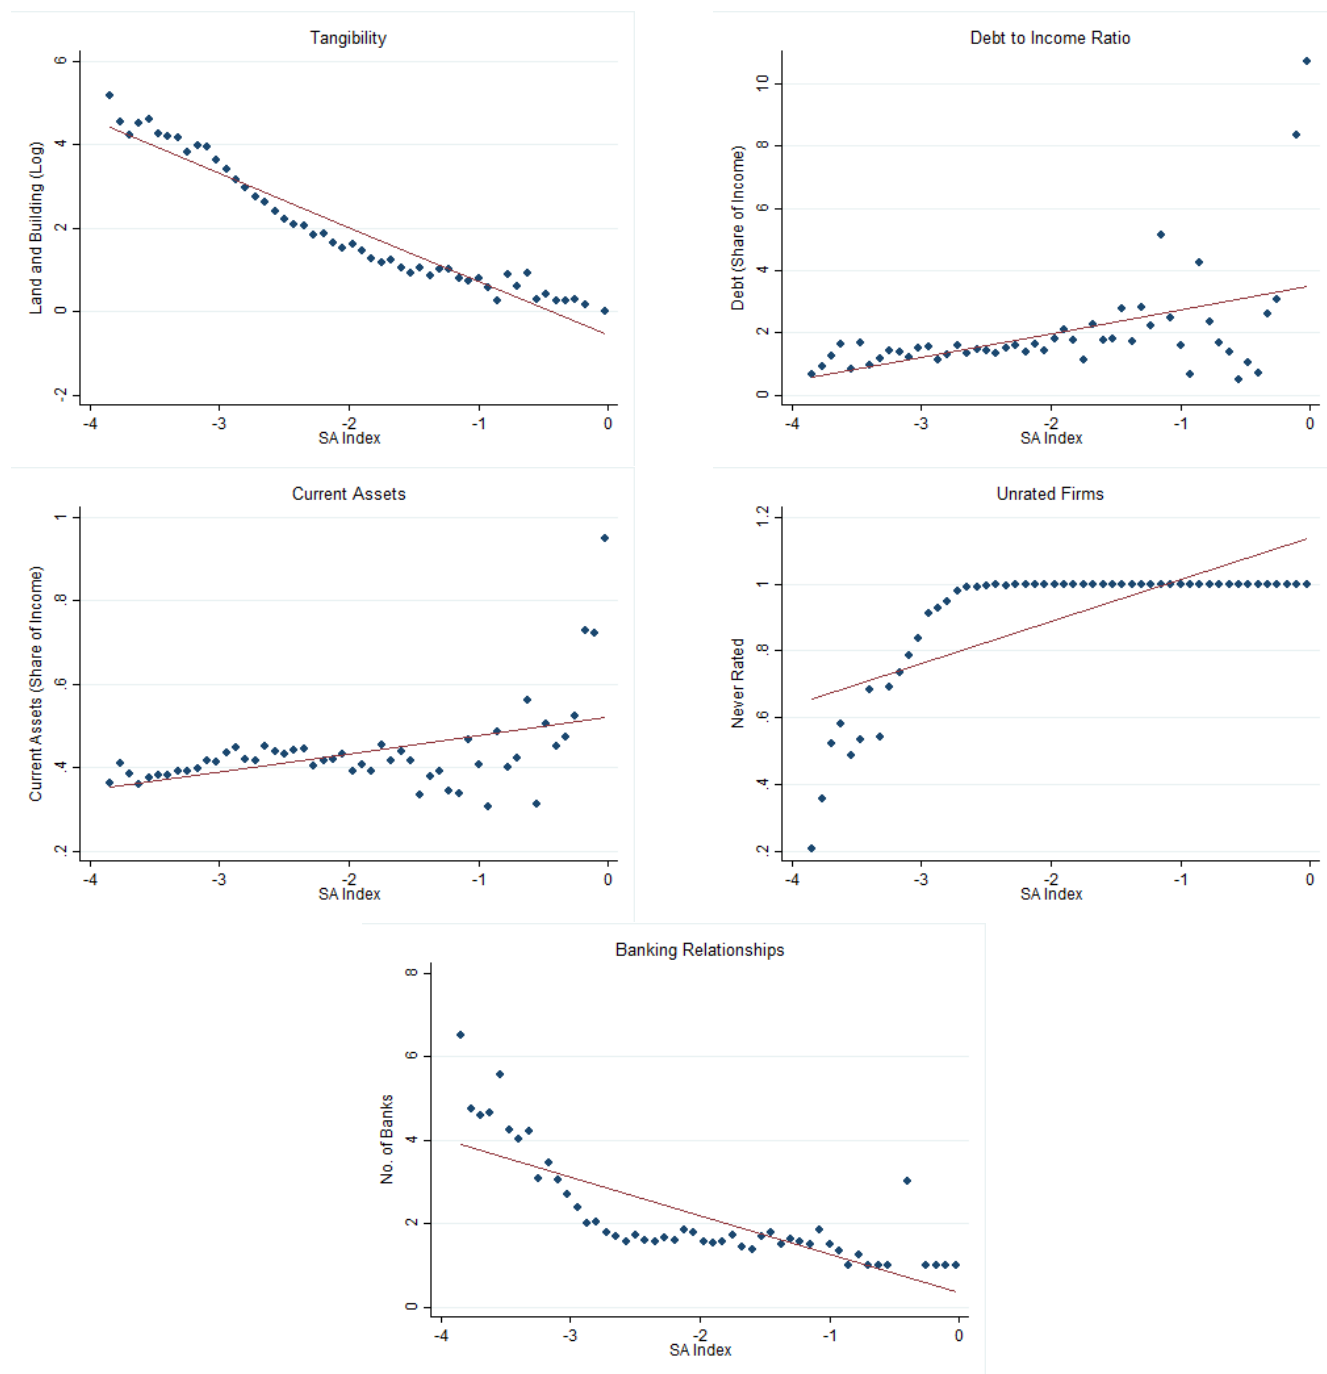 Tangibility
Land and Building (Log)
6
4
2
0
-2
-4 -3 -2 -1 0
SA Index
Debt to Income Ratio
Debt (Share of Income)
10
8
6
4
2
0
-4 -3 -2 -1 0
SA Index
Current Assets
Current Assets (Share of Income)
1
.8
.6
.4
.2
-4 -3 -2 -1 0
SA Index
Unrated Firms
Never Rated
1.2
1
.8
.6
.4
.2
-4 -3 -2 -1 0
SA Index
Banking Relationships
No. of Banks
8
6
4
2
0
-4 -3 -2 -1 0
SA Index